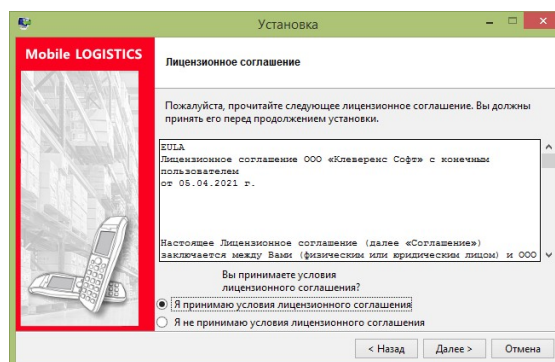 Установка
Mobile LOGISTICS
Лицензионное соглашение
Пожалуйста, прочитайте следующее лицензионное соглашение. Вы должны
принять его перед продолжением установки.
EULA
Лицензионное соглашение ООО «Клеверенс Софт» с конечным
пользователем
от 05.04.2021 г.
Настоящее Лицензионное соглашение (далее «Соглашение»)
заключается между Вами (физическим или юридическим лицом) и ООО
Вы принимаете условия
лицензионного соглашения?
Я принимаю условия лицензионного соглашения
Я не принимаю условия лицензионного соглашения
< Назад
Далее >
Отмена